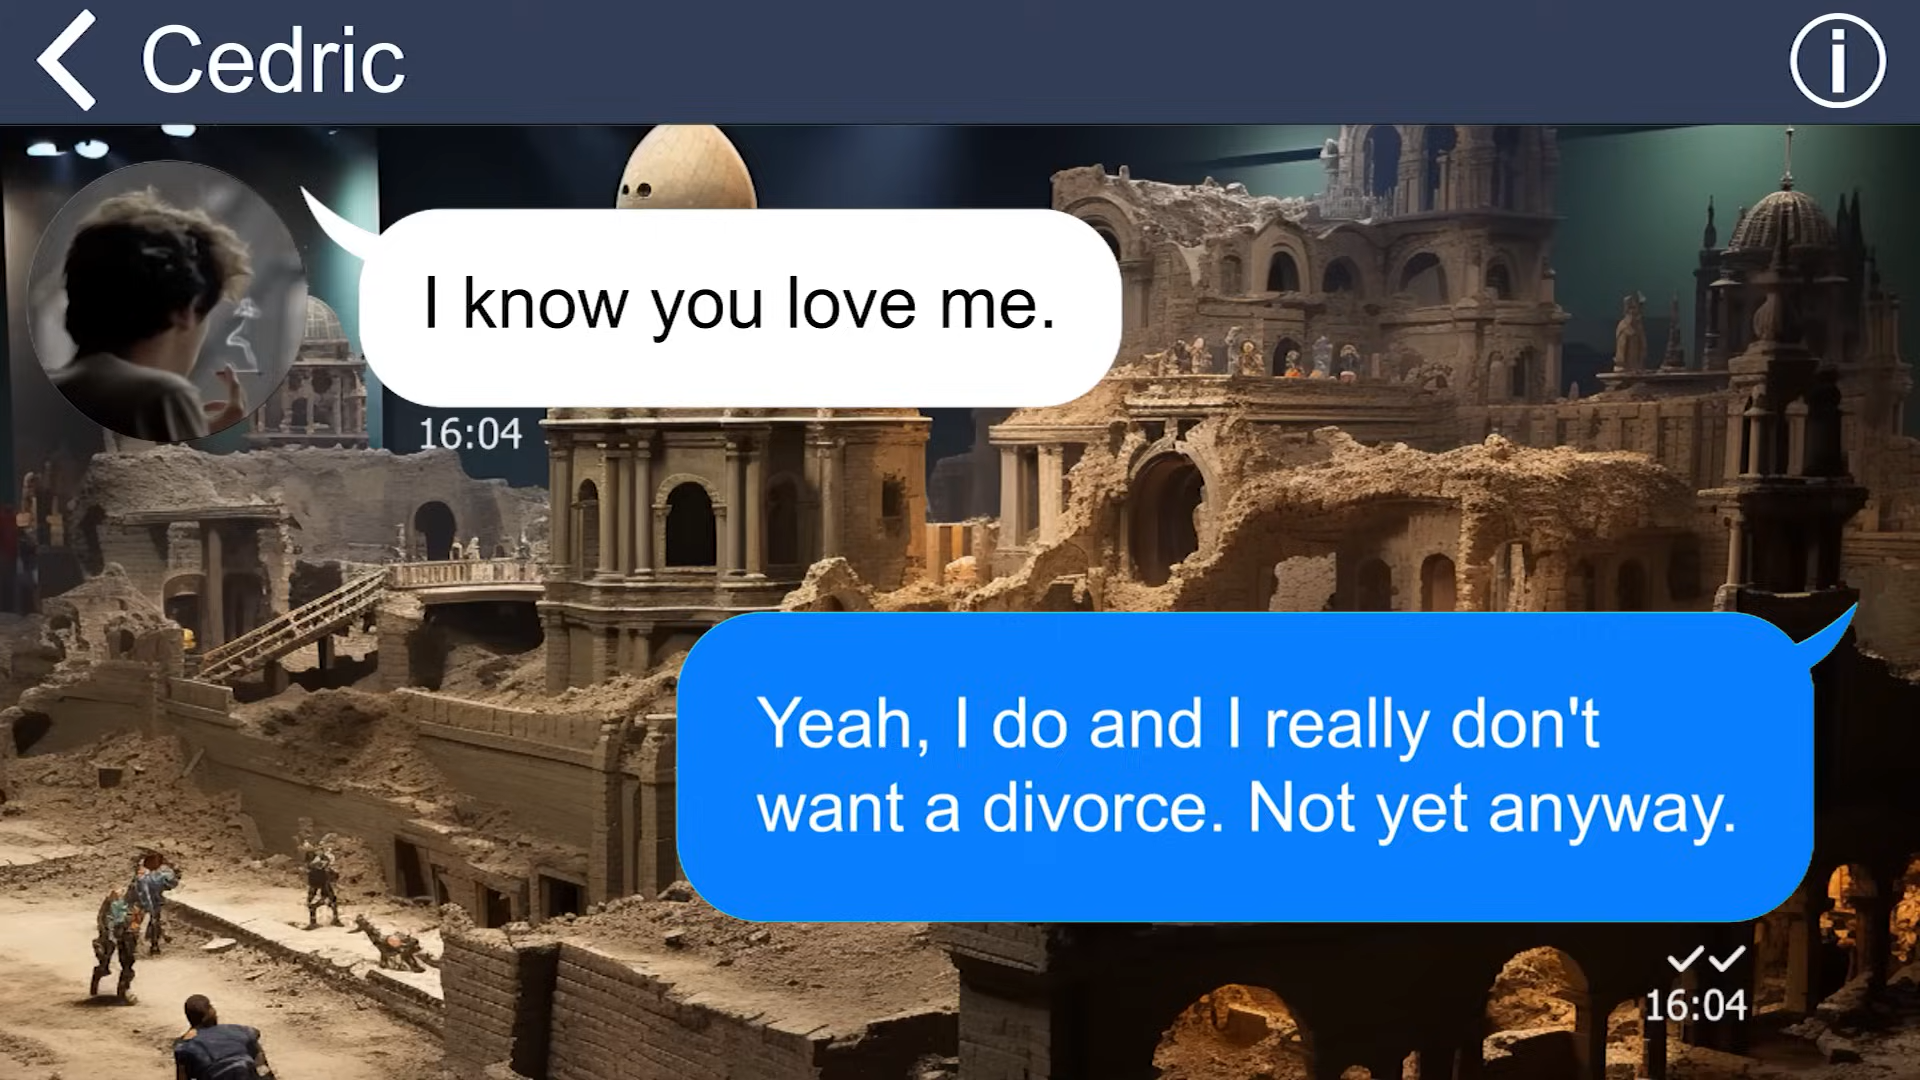 Cedric
I know you love me.
16:04
Yeah, I do and I really don't
want a divorce. Not yet anyway.
16:04